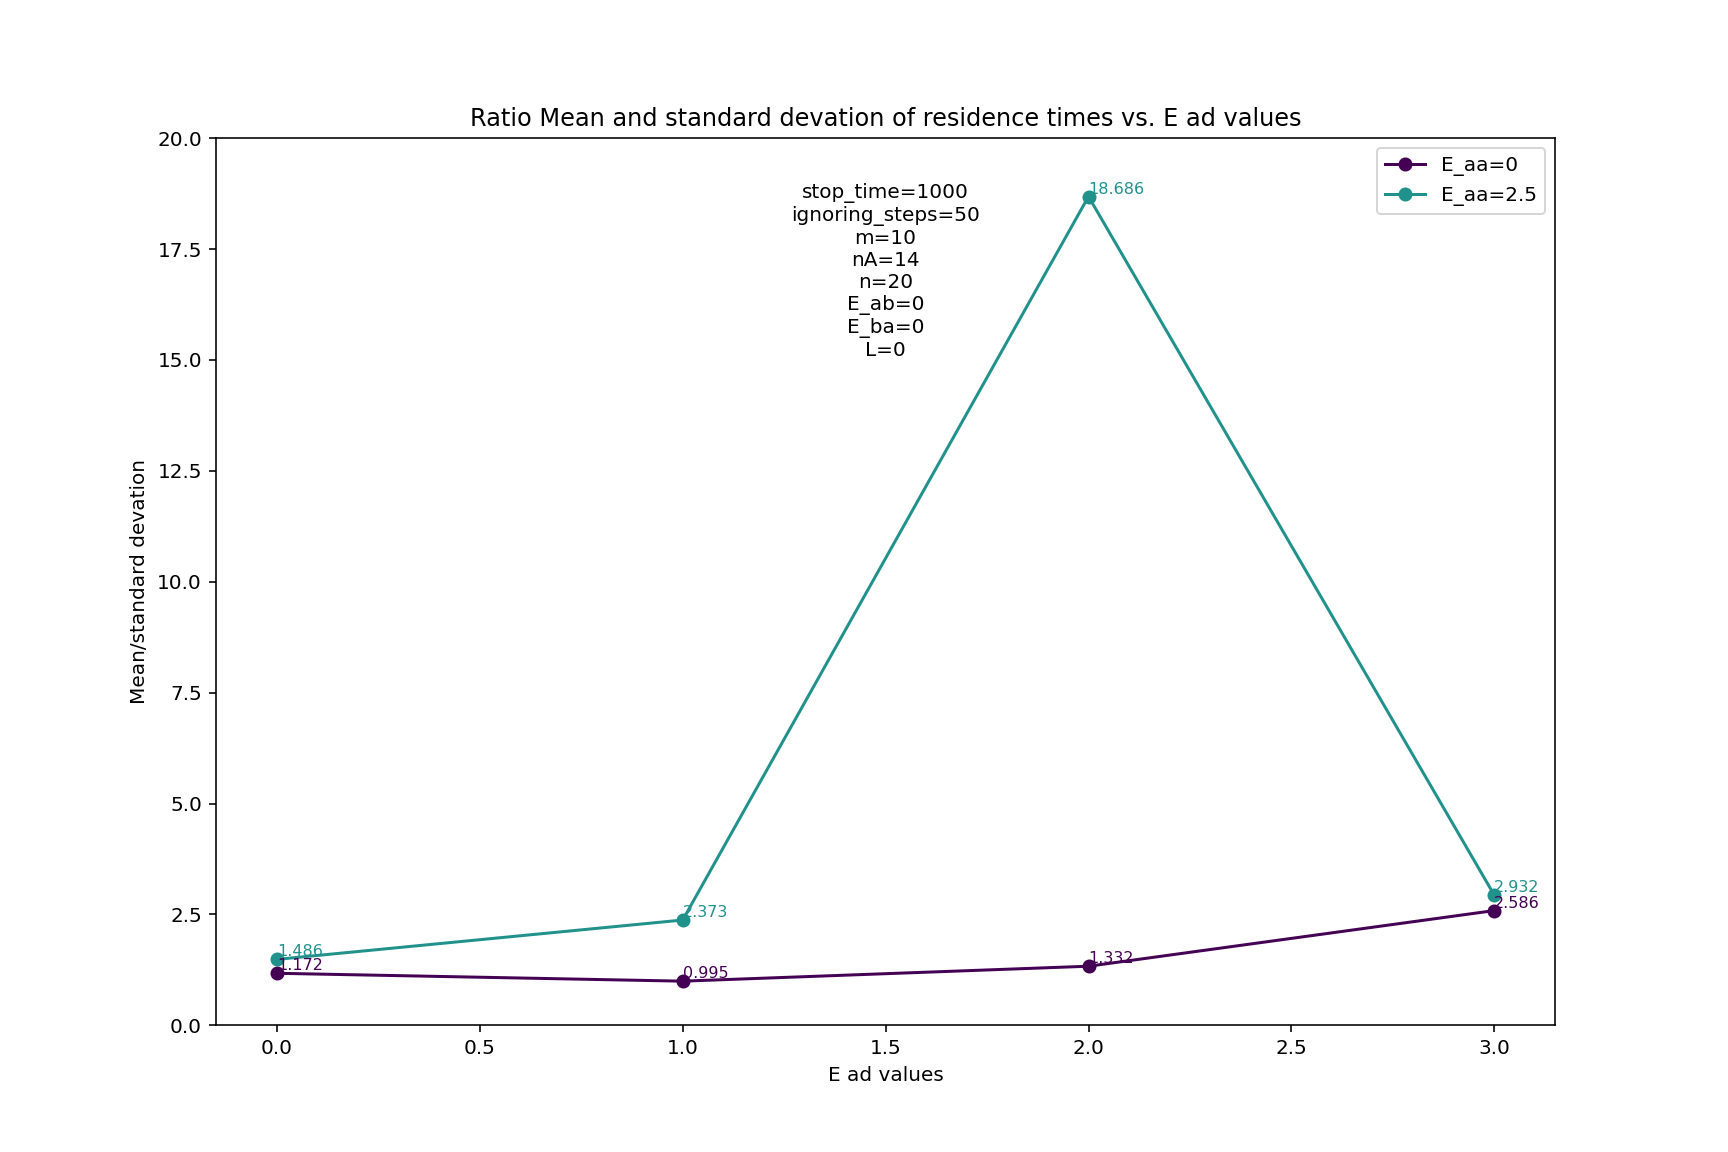 Ratio Mean and standard devation of residence times vs. E ad values
20.0
17.5
15.0
12.5
10.0
7.5
5.0
2.5
0.0
Mean/standard devation
stop_time=1000
ignoring_steps=50
m=10
nA=14
n=20
E_ab=0
E_ba=0
L=0
E_aa=0
E_aa=2.5
18.686
2.932
2.586
2.373
1.486
1.172
0.995
1.332
0.0 0.5 1.0 1.5 2.0 2.5 3.0
E ad values